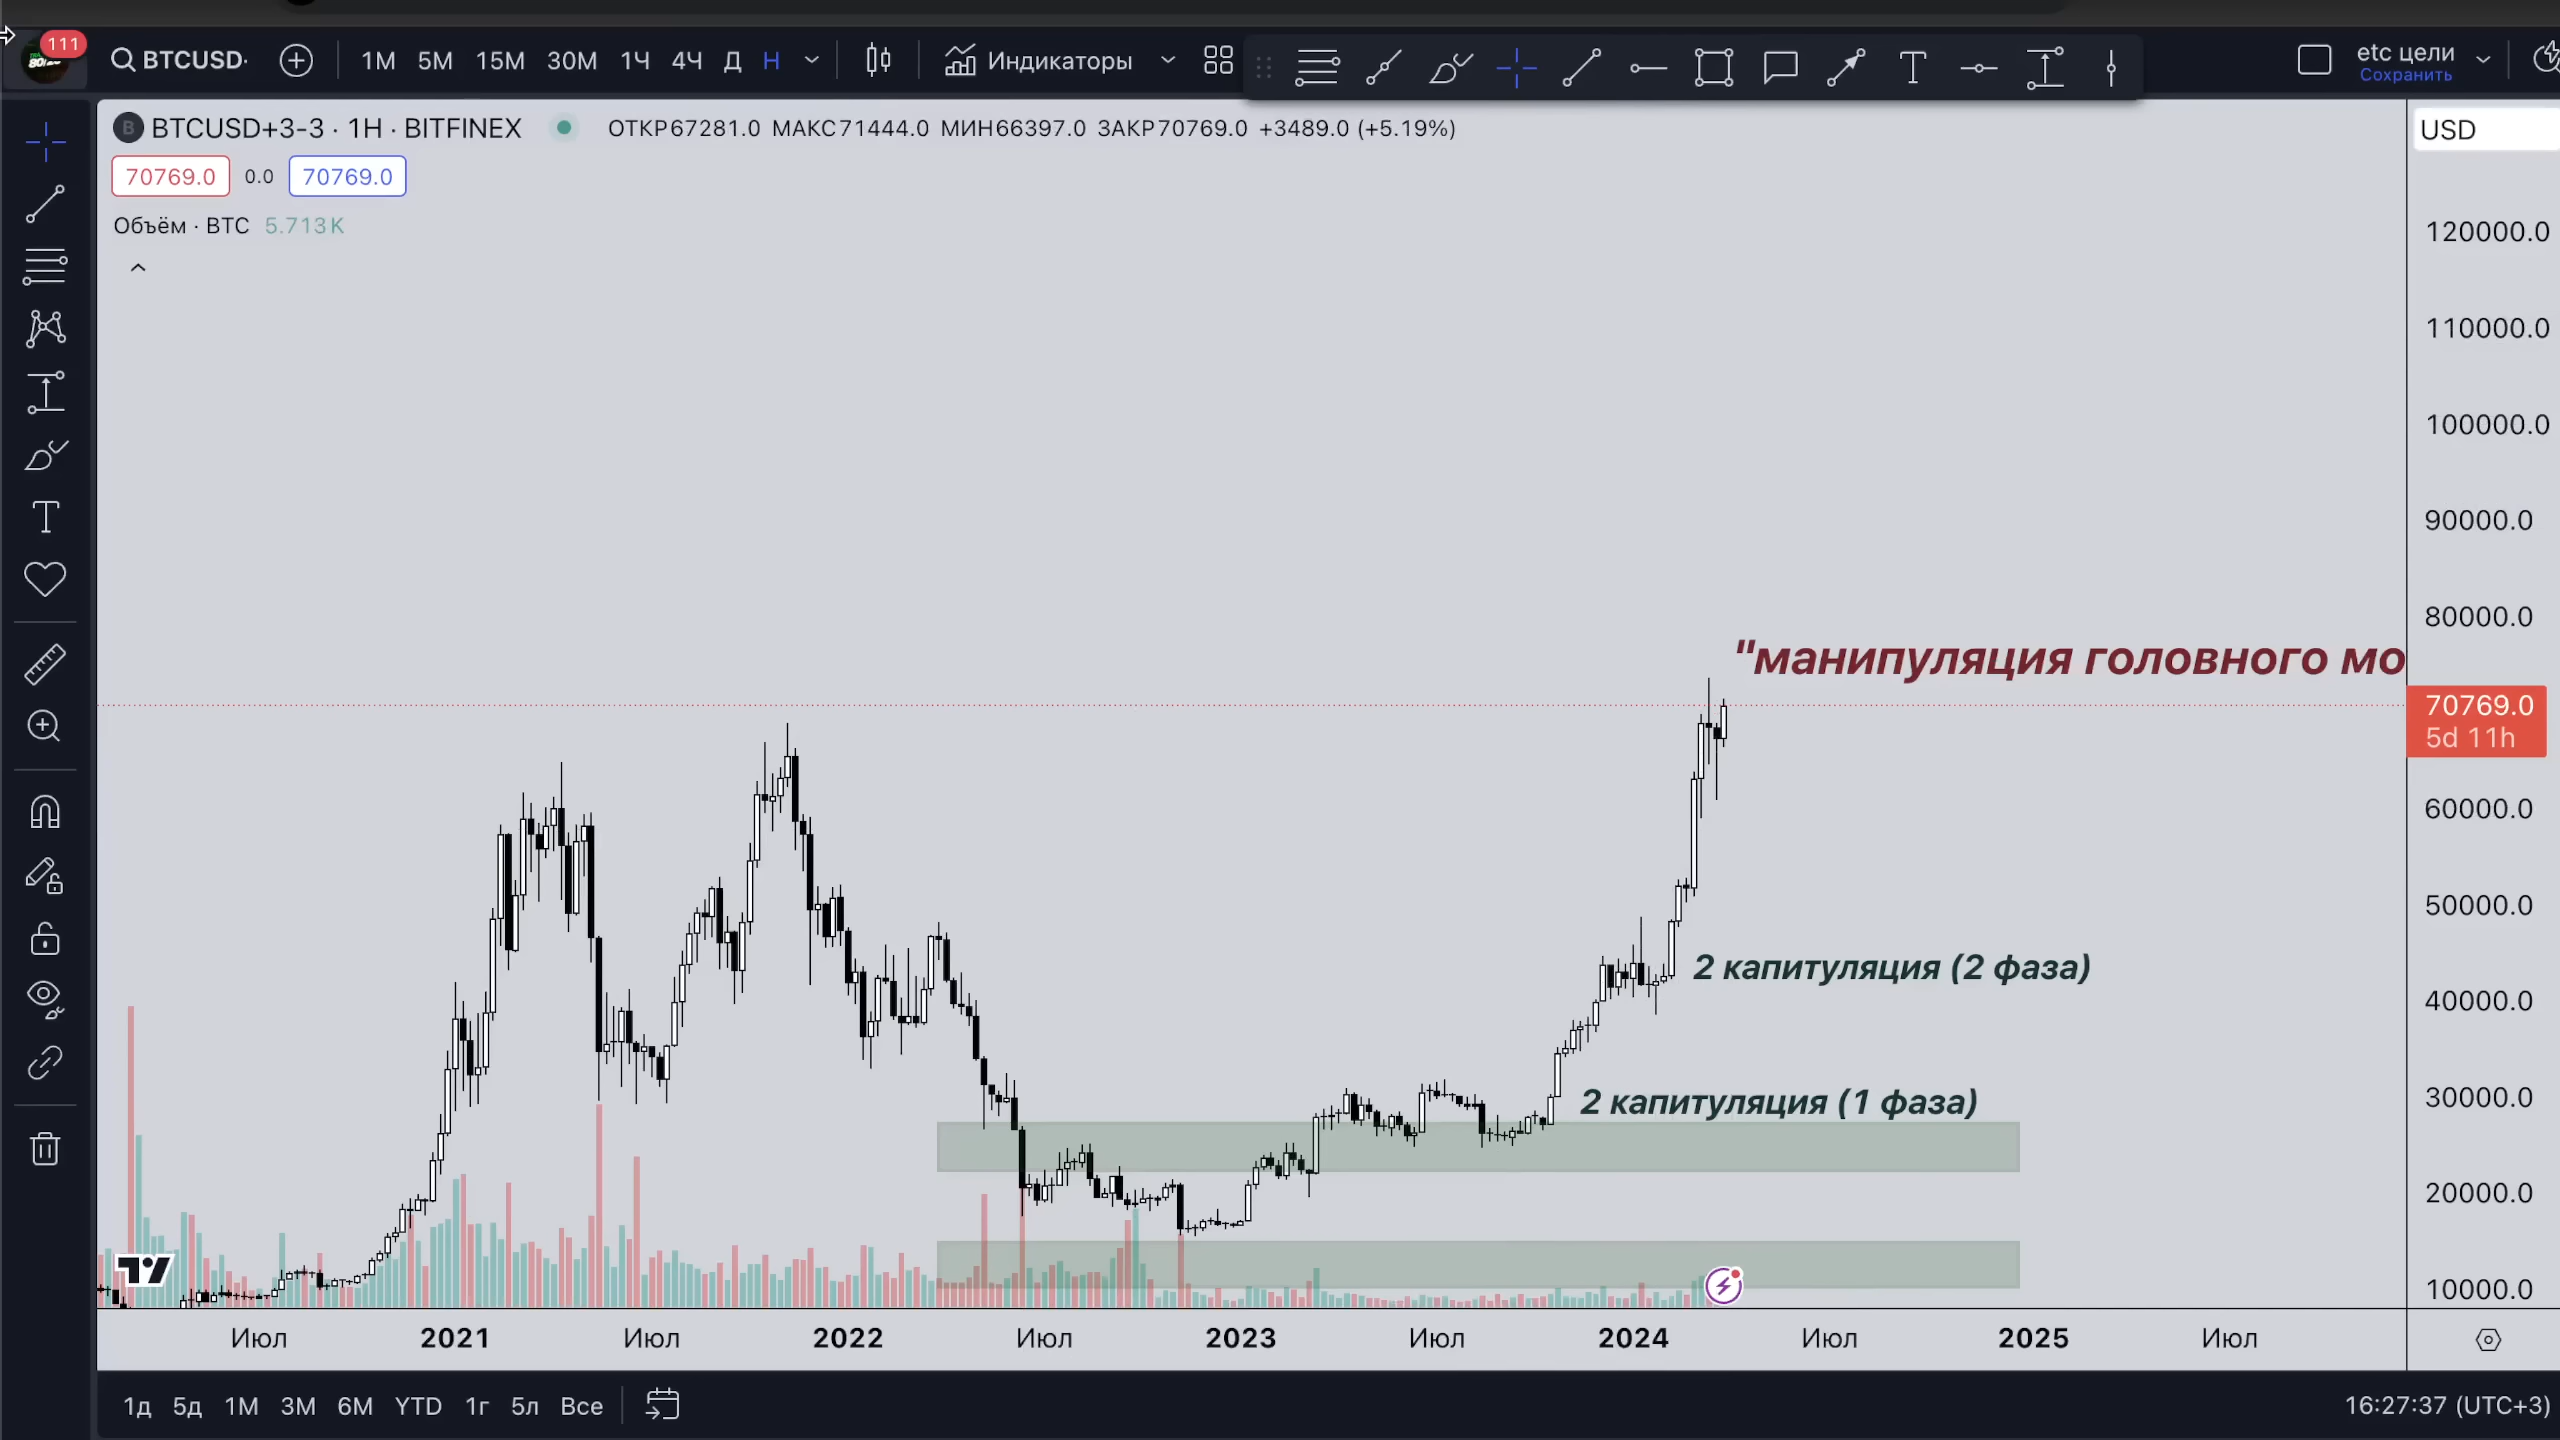 111
BTCUSD·
1М 5М 15М 30М 1Ч 4Ч Д Н
Индикаторы
etc цели
Сохранить
BTCUSD+3-3 · 1Н · BITFINEX
ОТКР67281.0 МАКС71444.0 МИН66397.0 ЗАКР70769.0 +3489.0 (+5.19%)
USD
70769.0 0.0 70769.0
Объём · BTC 5.713K
120000.0
110000.0
100000.0
90000.0
80000.0
"манипуляция головного мо
70769.0
5d 11h
60000.0
50000.0
2 капитуляция (2 фаза)
40000.0
2 капитуляция (1 фаза)
30000.0
20000.0
10000.0
Июл 2021 Июл 2022 Июл 2023 Июл 2024 Июл 2025 Июл
1д 5д 1М 3М 6М YTD 1г 5л Все
16:27:37 (UTC+3)